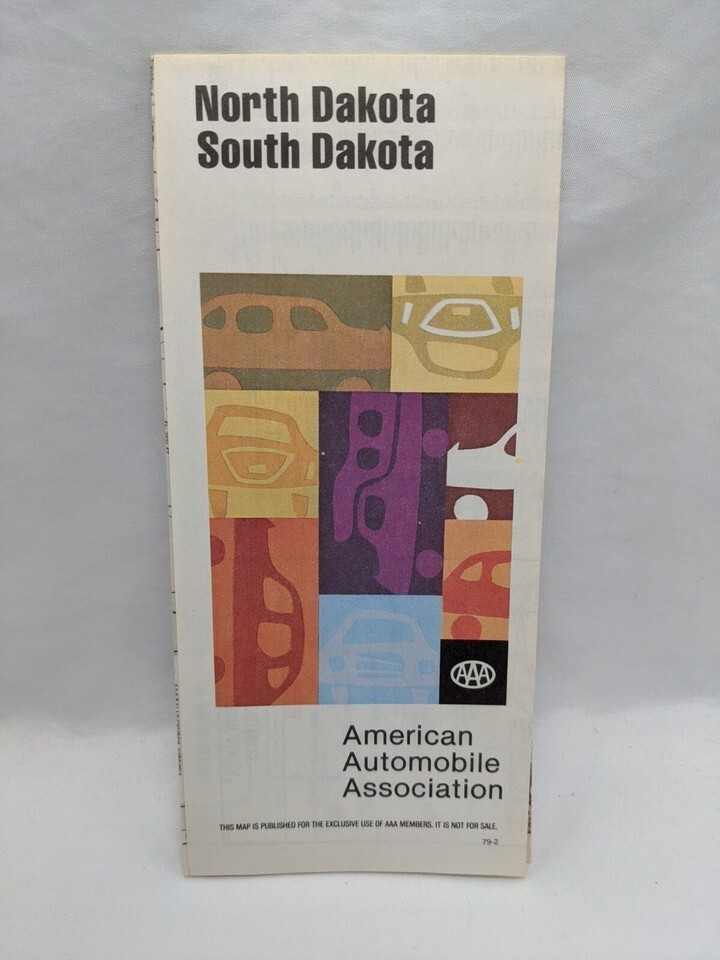 North Dakota
South Dakota
AAA
American
Automobile
Association
THIS MAP IS PUBLISHED FOR THE EXCLUSIVE USE OF AAA MEMBERS. IT IS NOT FOR SALE.
79-2